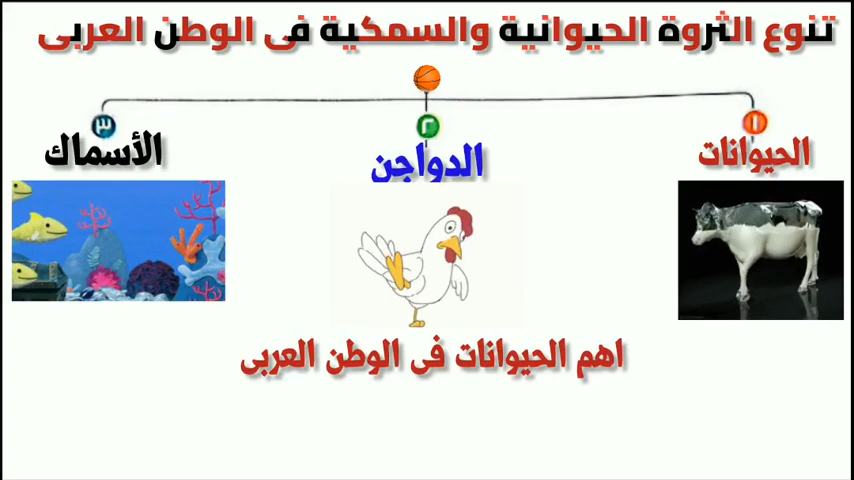 تنوع الثروة الحيوانية والسمكية فى الوطن العربى
١
الحيوانات
٢
الدواجن
٣
الأسماك
اهم الحيوانات فى الوطن العربى